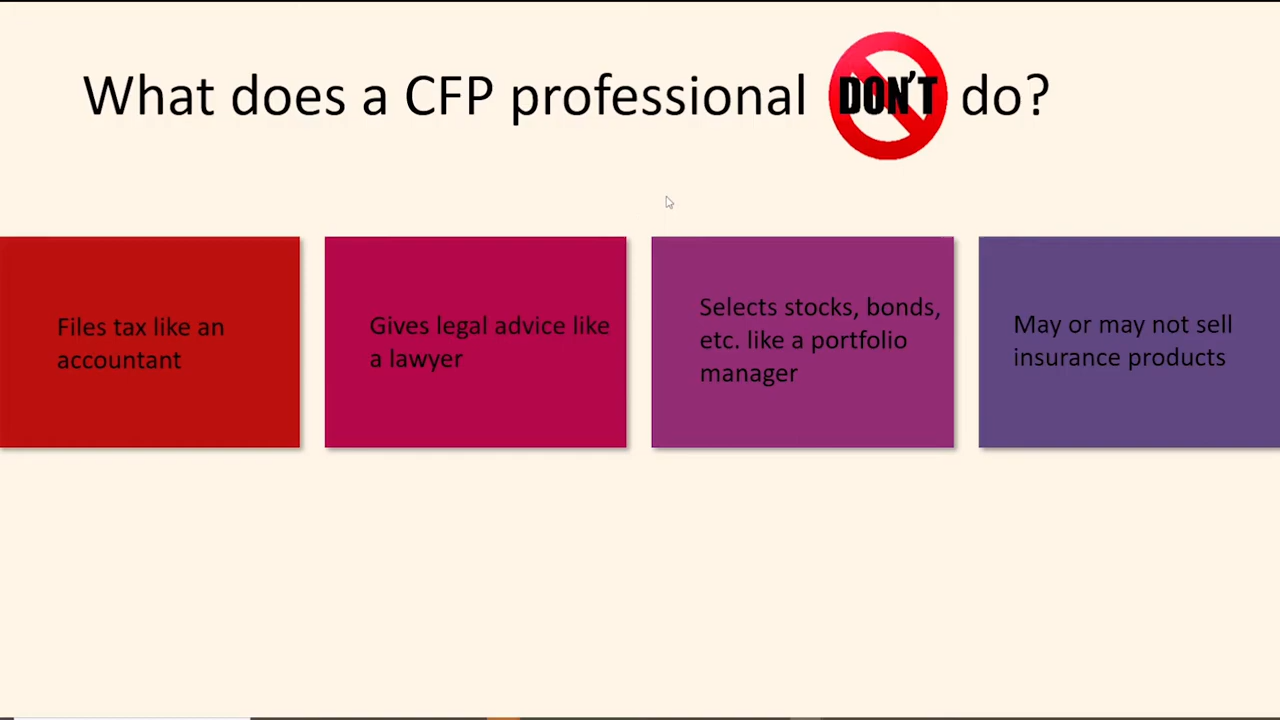 What does a CFP professional DON'T do?
Files tax like an
accountant
Gives legal advice like
a lawyer
Selects stocks, bonds,
etc. like a portfolio
manager
May or may not sell
insurance products